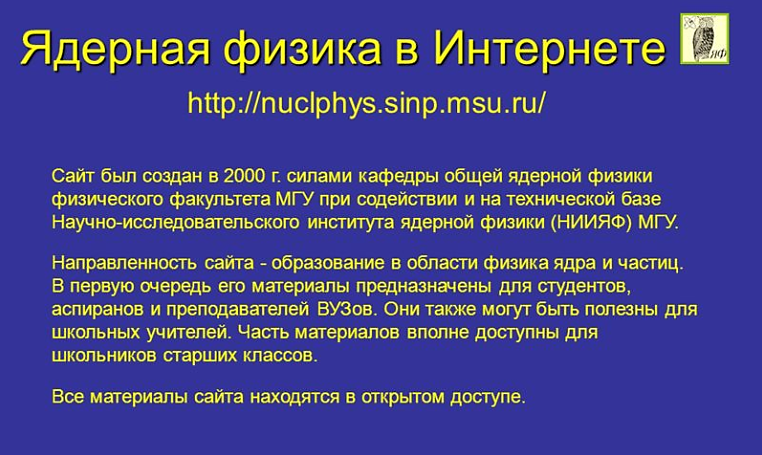 Ядерная физика в Интернете
ЯФ
http://nuclphys.sinp.msu.ru/
Сайт был создан в 2000 г. силами кафедры общей ядерной физики
физического факультета МГУ при содействии и на технической базе
Научно-исследовательского института ядерной физики (НИИЯФ) МГУ.
Направленность сайта - образование в области физика ядра и частиц.
В первую очередь его материалы предназначены для студентов,
аспирантов и преподавателей ВУЗов. Они также могут быть полезны для
школьных учителей. Часть материалов вполне доступны для
школьников старших классов.
Все материалы сайта находятся в открытом доступе.